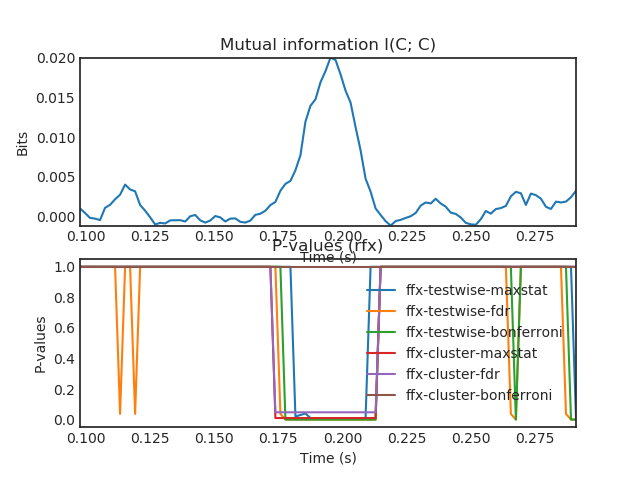 Mutual information I(C; C)
0.020
0.015
0.010
0.005
0.000
Bits
0.100 0.125 0.150 0.175 0.200 0.225 0.250 0.275
Time (s)
P-values (rfx)
1.0
0.8
0.6
0.4
0.2
0.0
P-values
ffx-testwise-maxstat
ffx-testwise-fdr
ffx-testwise-bonferroni
ffx-cluster-maxstat
ffx-cluster-fdr
ffx-cluster-bonferroni
0.100 0.125 0.150 0.175 0.200 0.225 0.250 0.275
Time (s)